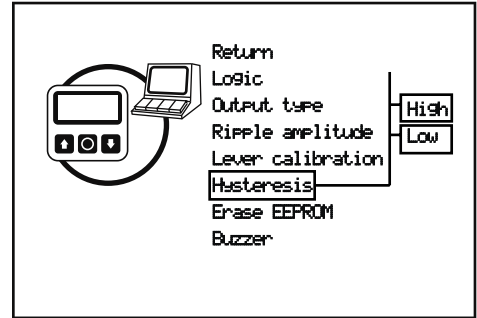 Return
Logic
Output type
Ripple amplitude
Lever calibration
Hysteresis
Erase EEPROM
Buzzer
High
Low